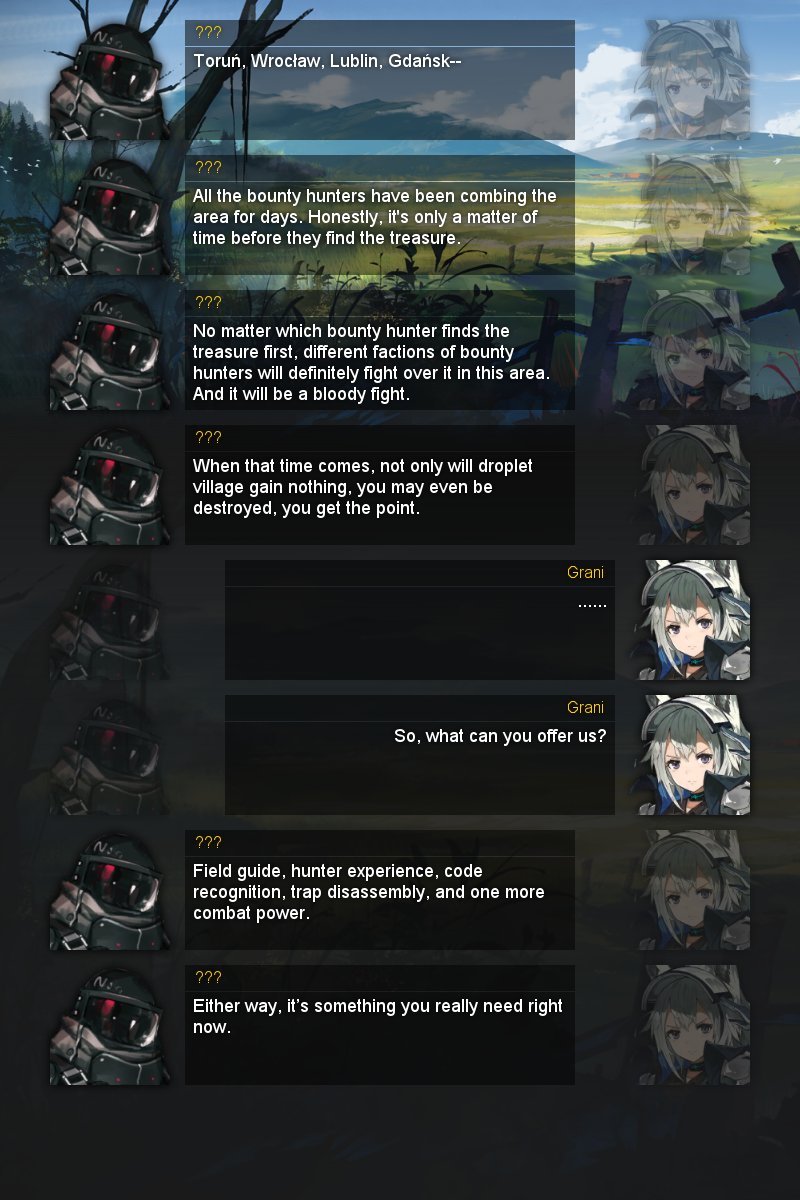 ???
Toruń, Wrocław, Lublin, Gdańsk--
???
All the bounty hunters have been combing the
area for days. Honestly, it's only a matter of
time before they find the treasure.
???
No matter which bounty hunter finds the
treasure first, different factions of bounty
hunters will definitely fight over it in this area.
And it will be a bloody fight.
???
When that time comes, not only will droplet
village gain nothing, you may even be
destroyed, you get the point.
Grani
......
Grani
So, what can you offer us?
???
Field guide, hunter experience, code
recognition, trap disassembly, and one more
combat power.
???
Either way, it’s something you really need right
now.